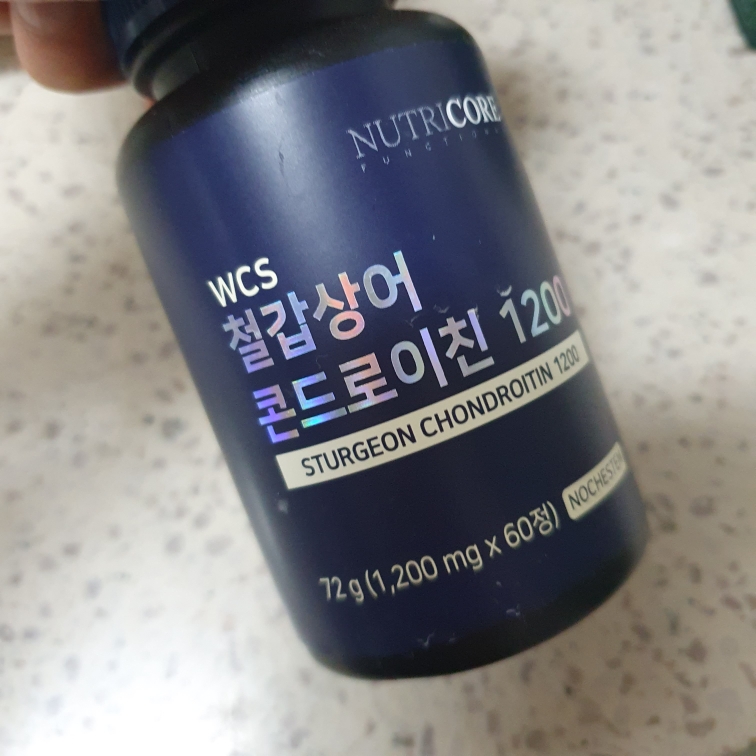 NUTRICORE
FUNCTIONS
WCS
철갑상어
콘드로이친 1200
STURGEON CHONDROITIN 1200
72 g (1,200 mg x 60정)